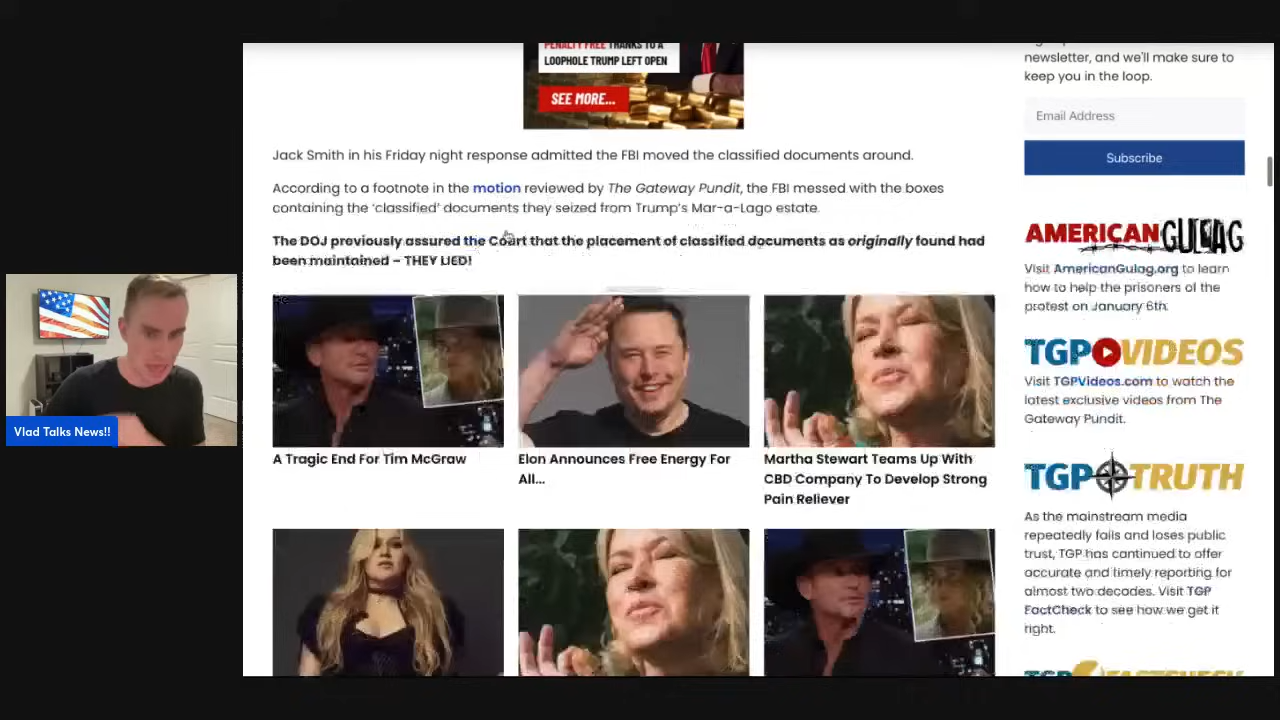 PENALTY FREE THANKS TO A
LOOPHOLE TRUMP LEFT OPEN
SEE MORE...
Jack Smith in his Friday night response admitted the FBI moved the classified documents around.
According to a footnote in the motion reviewed by The Gateway Pundit, the FBI messed with the boxes
containing the ‘classified’ documents they seized from Trump’s Mar-a-Lago estate.
The DOJ previously assured the Court that the placement of classified documents as originally found had
been maintained – THEY LIED!
A Tragic End For Tim McGraw
Elon Announces Free Energy For
All...
Martha Stewart Teams Up With
CBD Company To Develop Strong
Pain Reliever
newsletter, and we'll make sure to
keep you in the loop.
Email Address
Subscribe
AMERICAN GULAG
Visit AmericanGulag.org to learn
how to help the prisoners of the
protest on January 6th.
TGP VIDEOS
Visit TGPVideos.com to watch the
latest exclusive videos from The
Gateway Pundit.
TGP TRUTH
As the mainstream media
repeatedly fails and loses public
trust, TGP has continued to offer
accurate and timely reporting for
almost two decades. Visit TGP
FactCheck to see how we get it
right.
Vlad Talks News!!